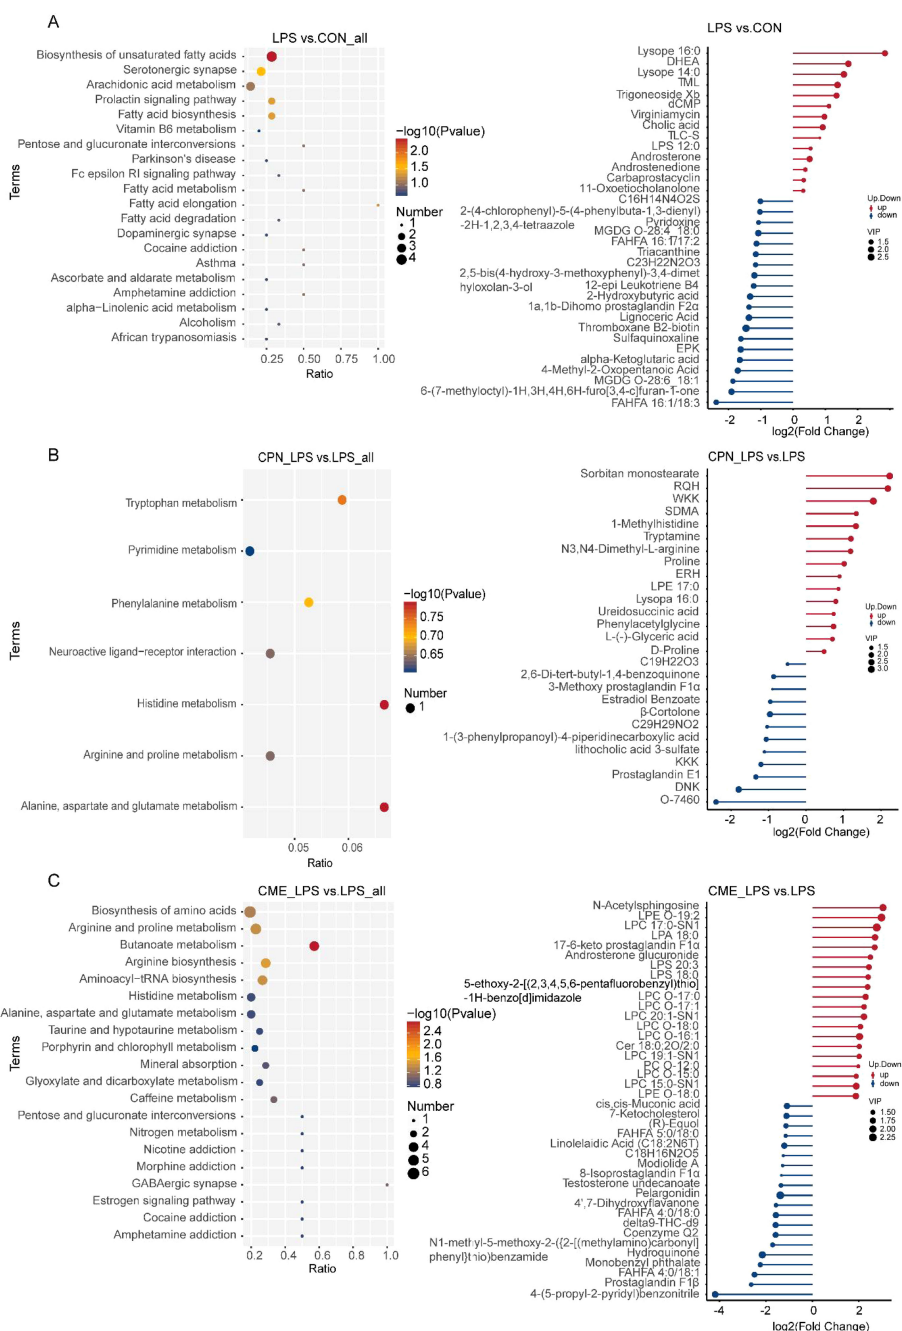 A
LPS vs.CON_all
Terms
Biosynthesis of unsaturated fatty acids
Serotonergic synapse
Arachidonic acid metabolism
Prolactin signaling pathway
Fatty acid biosynthesis
Vitamin B6 metabolism
Pentose and glucuronate interconversions
Parkinson's disease
Fc epsilon RI signaling pathway
Fatty acid metabolism
Fatty acid elongation
Fatty acid degradation
Dopaminergic synapse
Cocaine addiction
Asthma
Ascorbate and aldarate metabolism
Amphetamine addiction
alpha−Linolenic acid metabolism
Alcoholism
African trypanosomiasis
0.25 0.50 0.75 1.00
Ratio
−log10(Pvalue)
2.0
1.5
1.0
Number
1
2
3
4
LPS vs.CON
Lysope 16:0
DHEA
Lysope 14:0
TML
Trigoneoside Xb
dCMP
Virginiamycin
Cholic acid
TLC-S
LPS 12:0
Androsterone
Androstenedione
Carbaprostacyclin
11-Oxoetiocholanolone
C16H14N4O2S
2-(4-chlorophenyl)-5-(4-phenylbuta-1,3-dienyl)
-2H-1,2,3,4-tetraazole
Pyridoxine
MGDG O-28:4_18:0
FAHFA 16:1/17:2
Triacanthine
C23H22N2O3
2,5-bis(4-hydroxy-3-methoxyphenyl)-3,4-dimet
hyloxolan-3-ol
12-epi Leukotriene B4
2-Hydroxybutyric acid
1a,1b-Dihomo prostaglandin F2α
Lignoceric Acid
Thromboxane B2-biotin
Sulfaquinoxaline
EPK
alpha-Ketoglutaric acid
4-Methyl-2-Oxopentanoic Acid
MGDG O-28:6_18:1
6-(7-methyloctyl)-1H,3H,4H,6H-furo[3,4-c]furan-1-one
FAHFA 16:1/18:3
-2 -1 0 1 2
log2(Fold Change)
Up.Down
up
down
VIP
1.5
2.0
2.5
B
CPN_LPS vs.LPS_all
Terms
Tryptophan metabolism
Pyrimidine metabolism
Phenylalanine metabolism
Neuroactive ligand−receptor interaction
Histidine metabolism
Arginine and proline metabolism
Alanine, aspartate and glutamate metabolism
0.05 0.06
Ratio
−log10(Pvalue)
0.75
0.70
0.65
Number
1
CPN_LPS vs.LPS
Sorbitan monostearate
RQH
WKK
SDMA
1-Methylhistidine
Tryptamine
N3,N4-Dimethyl-L-arginine
Proline
ERH
LPE 17:0
Lysopa 16:0
Ureidosuccinic acid
Phenylacetylglycine
L-(-)-Glyceric acid
D-Proline
C19H22O3
2,6-Di-tert-butyl-1,4-benzoquinone
3-Methoxy prostaglandin F1α
Estradiol Benzoate
β-Cortolone
C29H29NO2
1-(3-phenylpropanoyl)-4-piperidinecarboxylic acid
lithocholic acid 3-sulfate
KKK
Prostaglandin E1
DNK
O-7460
-2 -1 0 1 2
log2(Fold Change)
Up.Down
up
down
VIP
1.5
2.0
2.5
3.0
C
CME_LPS vs.LPS_all
Terms
Biosynthesis of amino acids
Arginine and proline metabolism
Butanoate metabolism
Arginine biosynthesis
Aminoacyl−tRNA biosynthesis
Histidine metabolism
Alanine, aspartate and glutamate metabolism
Taurine and hypotaurine metabolism
Porphyrin and chlorophyll metabolism
Mineral absorption
Glyoxylate and dicarboxylate metabolism
Caffeine metabolism
Pentose and glucuronate interconversions
Nitrogen metabolism
Nicotine addiction
Morphine addiction
GABAergic synapse
Estrogen signaling pathway
Cocaine addiction
Amphetamine addiction
0.2 0.4 0.6 0.8 1.0
Ratio
−log10(Pvalue)
2.4
2.0
1.6
1.2
0.8
Number
1
2
4
5
6
CME_LPS vs.LPS
N-Acetylsphingosine
LPE O-19:2
LPC 17:0-SN1
LPA 18:0
17-6-keto prostaglandin F1α
Androsterone glucuronide
LPS 20:3
LPS 18:0
5-ethoxy-2-[(2,3,4,5,6-pentafluorobenzyl)thio]
-1H-benzo[d]imidazole
LPC O-17:0
LPC O-17:1
LPC 20:1-SN1
LPC O-18:0
LPC O-16:1
Cer 18:0;2O/2:0
LPC 19:1-SN1
PC O-12:0
LPC O-15:0
LPC 15:0-SN1
LPE O-18:0
cis,cis-Muconic acid
7-Ketocholesterol
(R)-Equol
FAHFA 5:0/18:0
Linolelaidic Acid (C18:2N6T)
C18H16N2O5
Modiolide A
8-Isoprostaglandin F1α
Testosterone undecanoate
Pelargonidin
4',7-Dihydroxyflavanone
FAHFA 4:0/18:0
delta9-THC-d9
Coenzyme Q2
N1-methyl-5-methoxy-2-({2-[(methylamino)carbonyl]
phenyl}thio)benzamide
Hydroquinone
Monobenzyl phthalate
FAHFA 4:0/18:1
Prostaglandin F1β
4-(5-propyl-2-pyridyl)benzonitrile
-4 -2 0 2
log2(Fold Change)
Up.Down
up
down
VIP
1.50
1.75
2.00
2.25